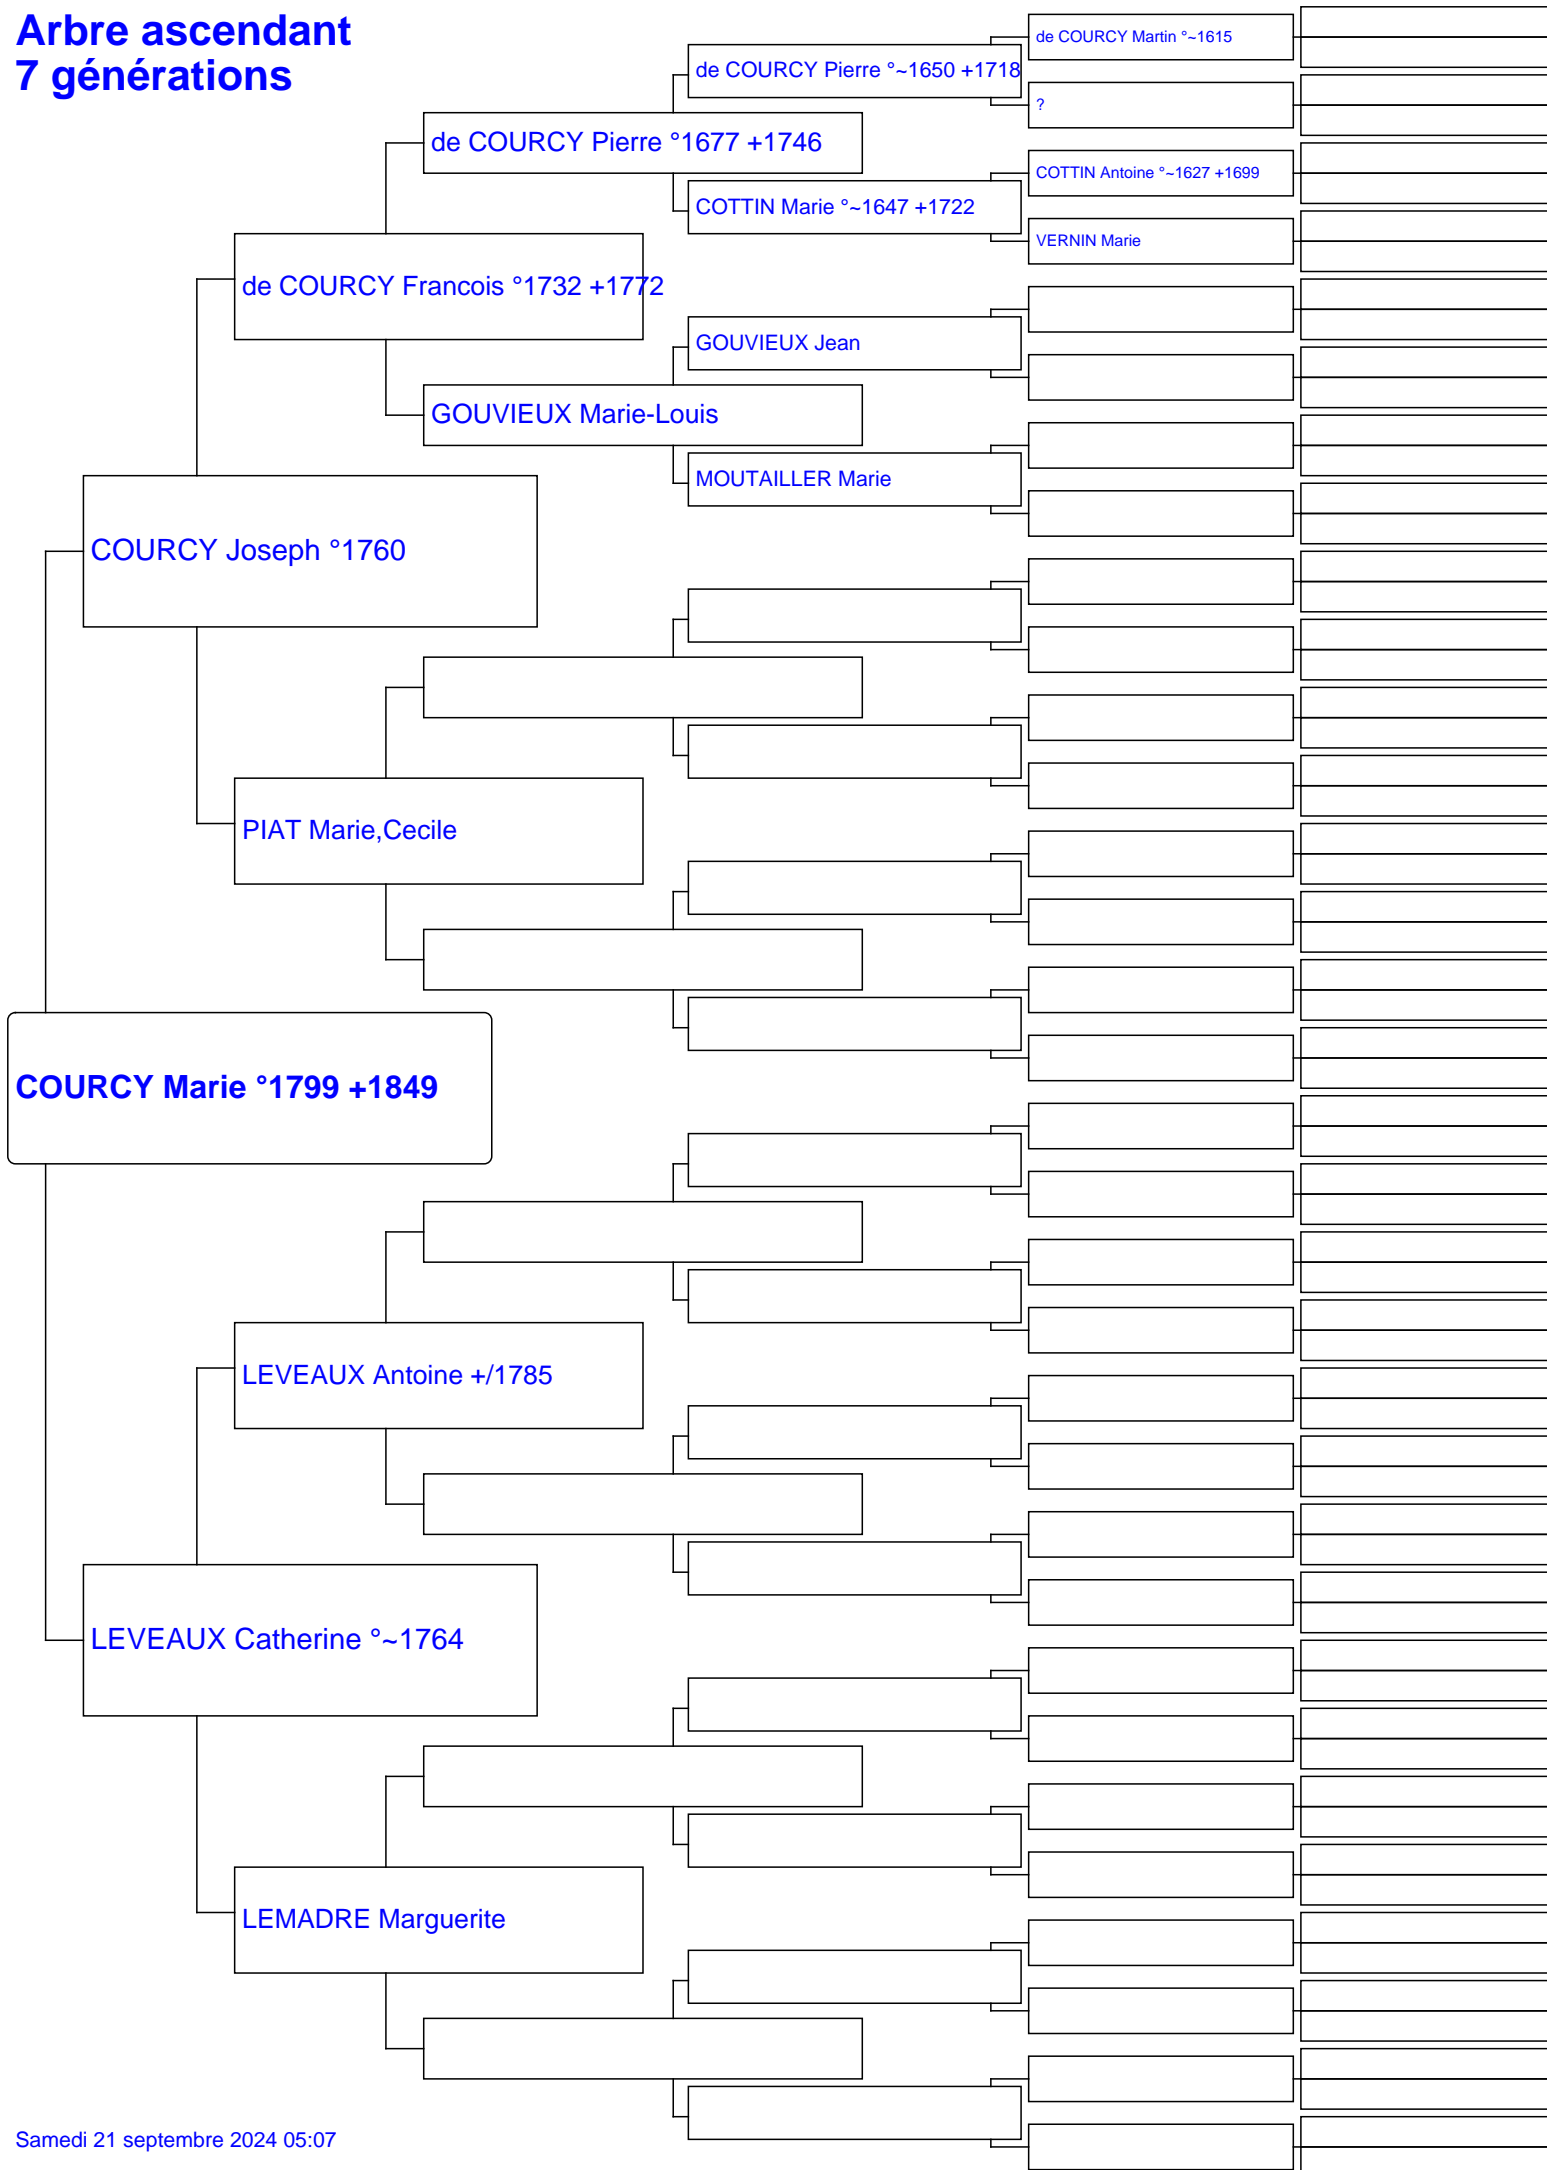 Arbre ascendant
7 générations
de COURCY Martin °~1615
de COURCY Pierre °~1650 +1718
?
de COURCY Pierre °1677 +1746
COTTIN Antoine °~1627 +1699
COTTIN Marie °~1647 +1722
VERNIN Marie
de COURCY Francois °1732 +1772
GOUVIEUX Jean
GOUVIEUX Marie-Louis
MOUTAILLER Marie
COURCY Joseph °1760
PIAT Marie,Cecile
COURCY Marie °1799 +1849
LEVEAUX Antoine +/1785
LEVEAUX Catherine °~1764
LEMADRE Marguerite
Samedi 21 septembre 2024 05:07